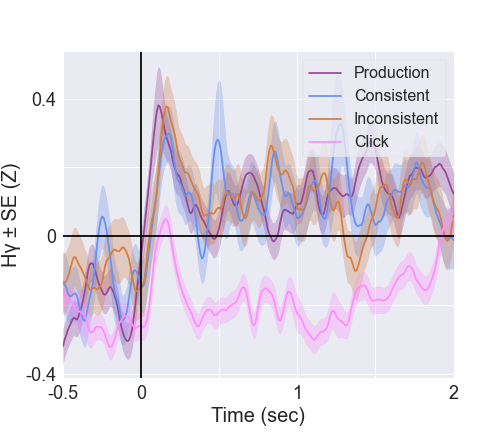 Production
Consistent
Inconsistent
Click
Hγ ± SE (Z)
0.4
0
-0.4
-0.5
0
1
2
Time (sec)